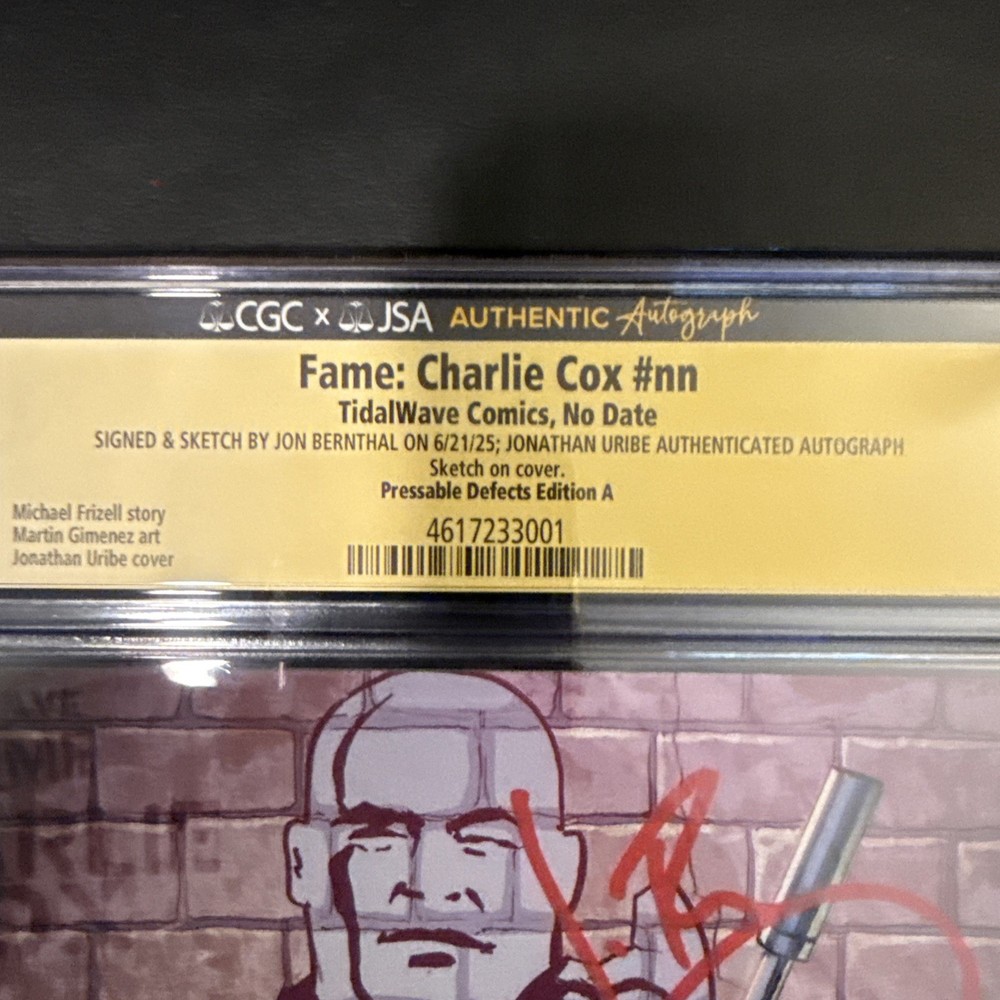 CGC x JSA AUTHENTIC Autograph
Fame: Charlie Cox #nn
TidalWave Comics, No Date
SIGNED & SKETCH BY JON BERNTHAL ON 6/21/25; JONATHAN URIBE AUTHENTICATED AUTOGRAPH
Sketch on cover.
Pressable Defects Edition A
Michael Frizell story
Martin Gimenez art
Jonathan Uribe cover
4617233001